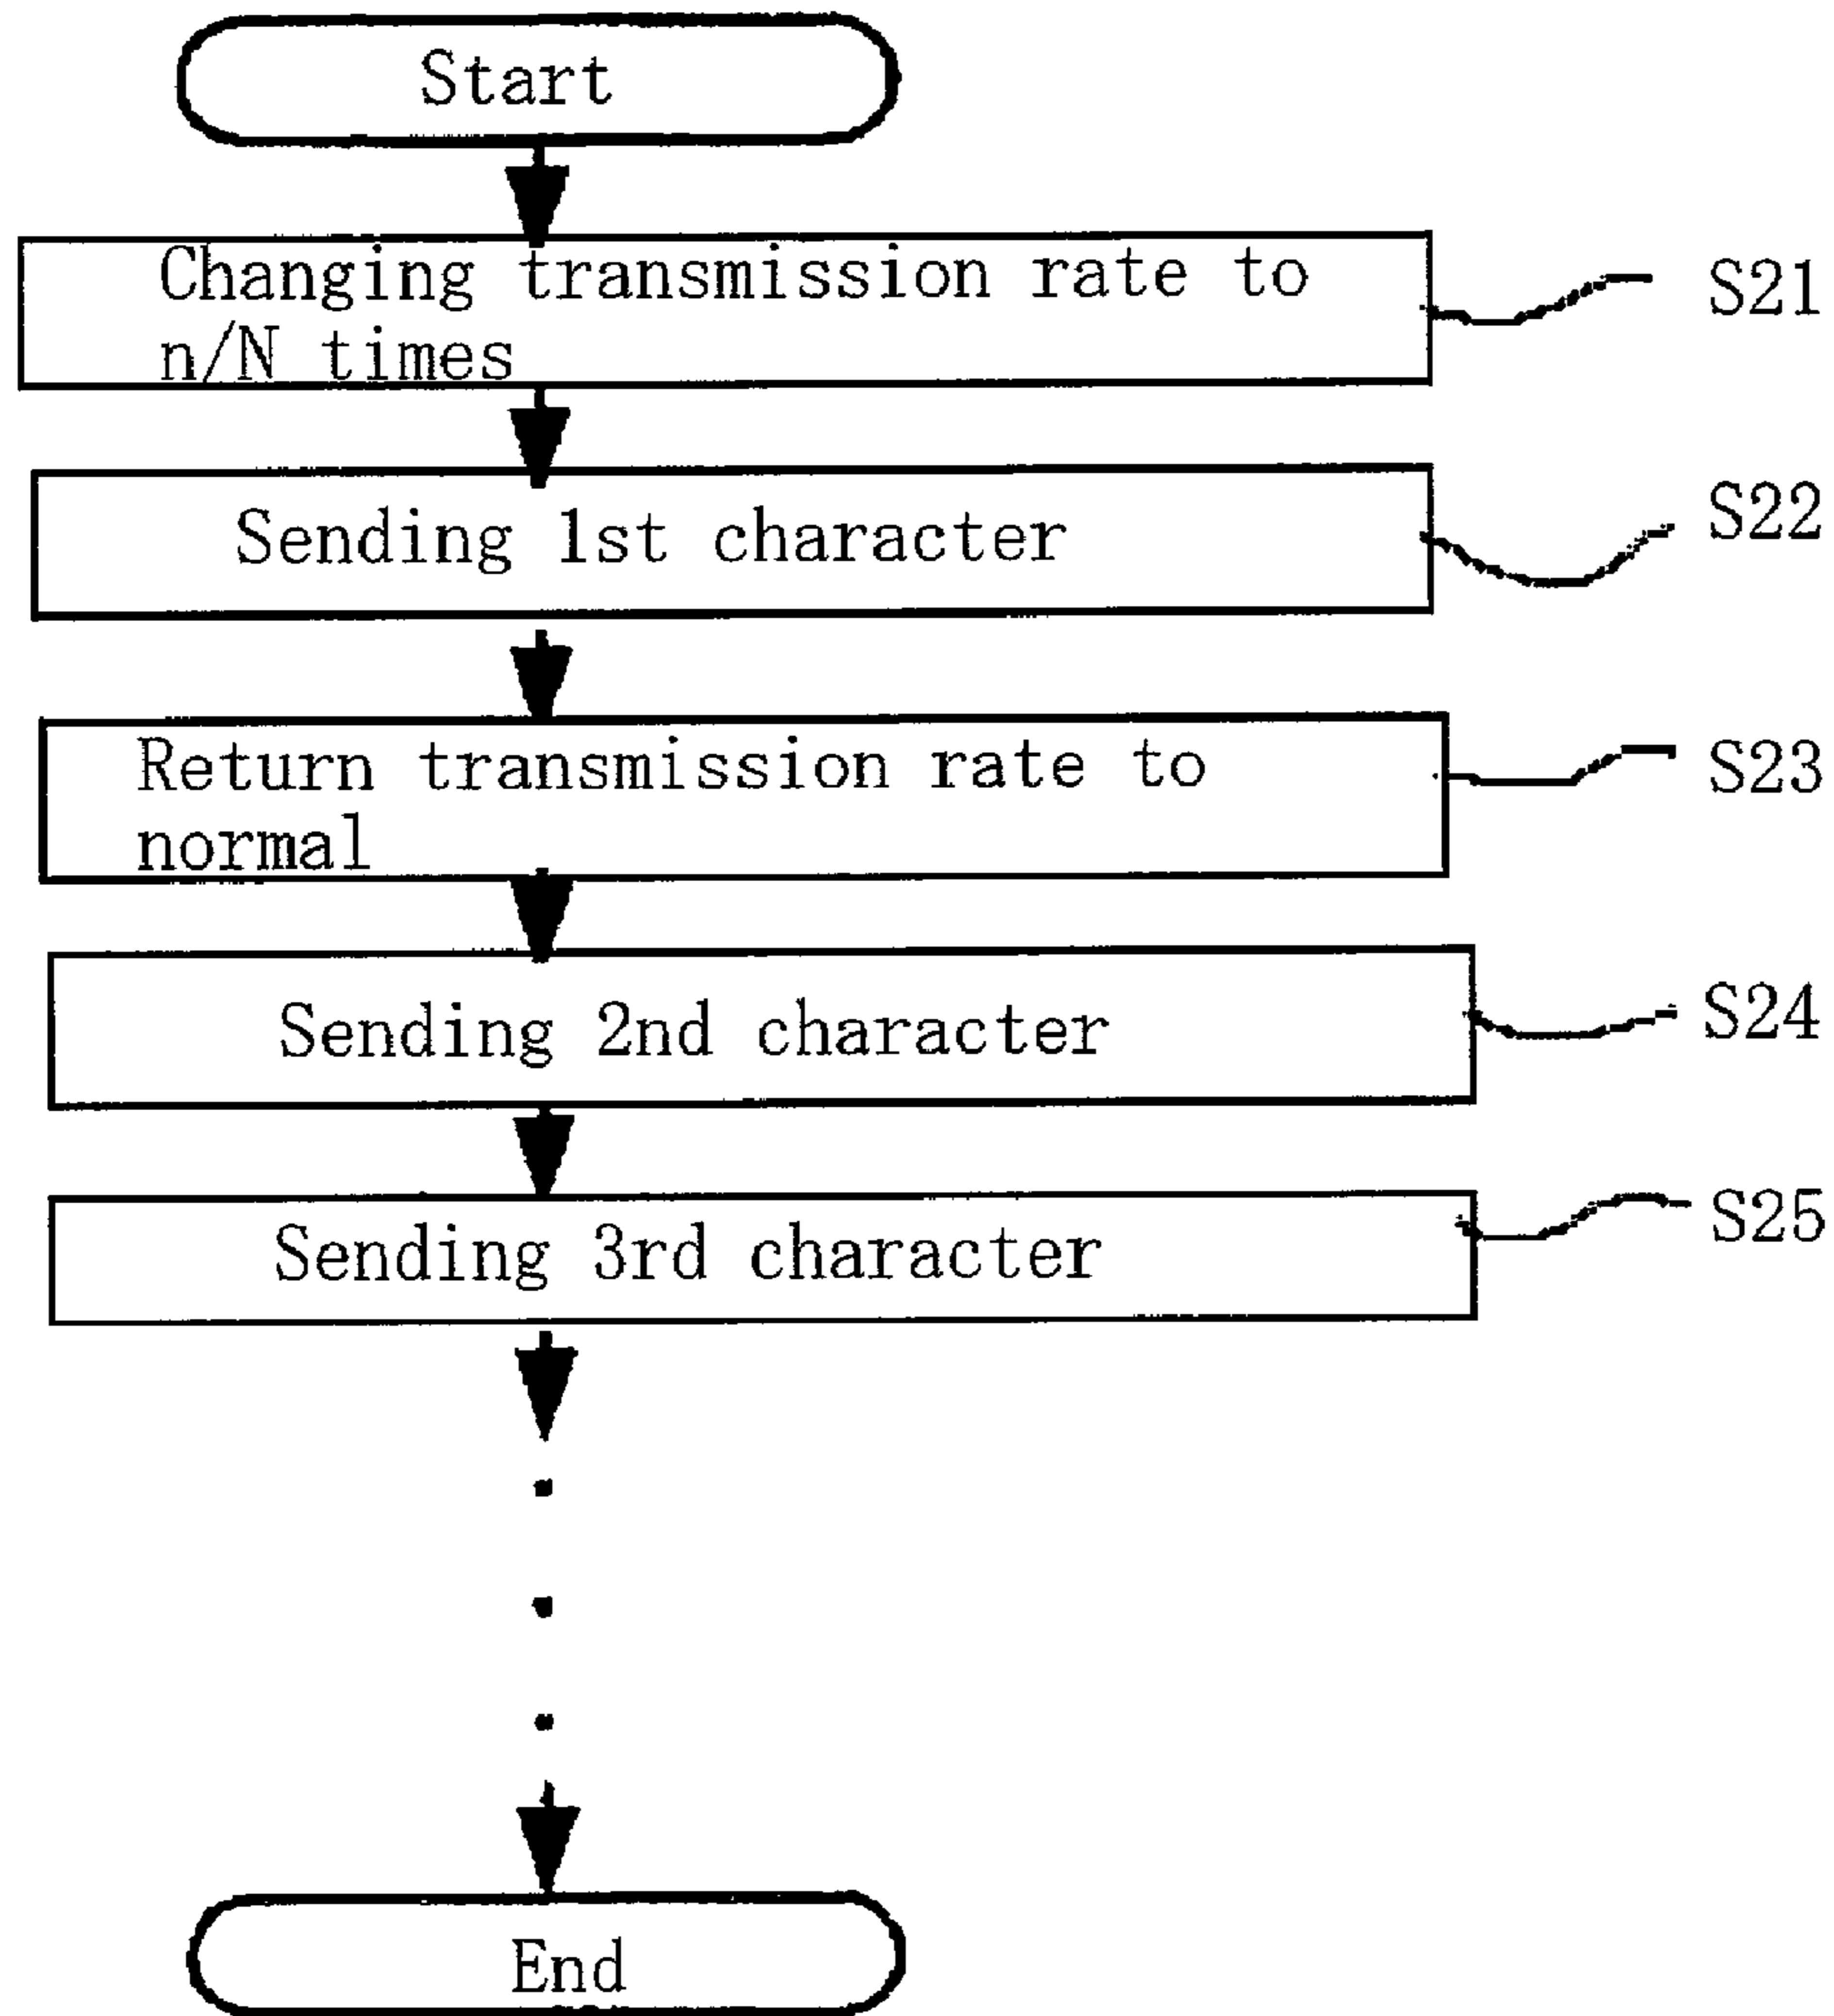 Start
Changing transmission rate to
n/N times
S21
Sending 1st character
S22
Return transmission rate to
normal
S23
Sending 2nd character
S24
Sending 3rd character
S25
End